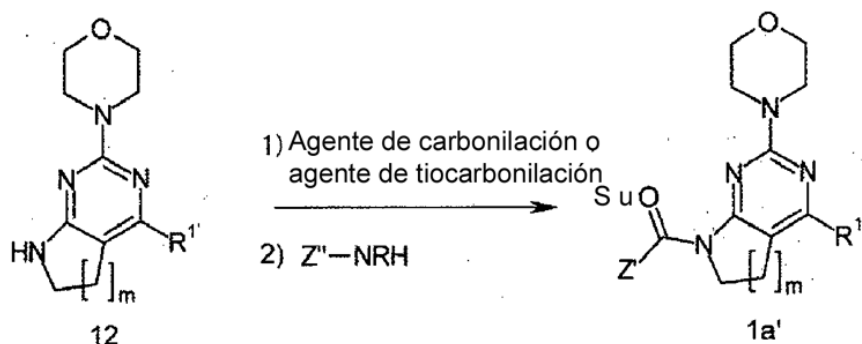 O
N
N N
HN
R1'
[ ]m
12
1) Agente de carbonilación o
agente de tiocarbonilación
2) Z"—NRH
O
N
N N
S u O
Z' N
R1
[ ]m
1a'